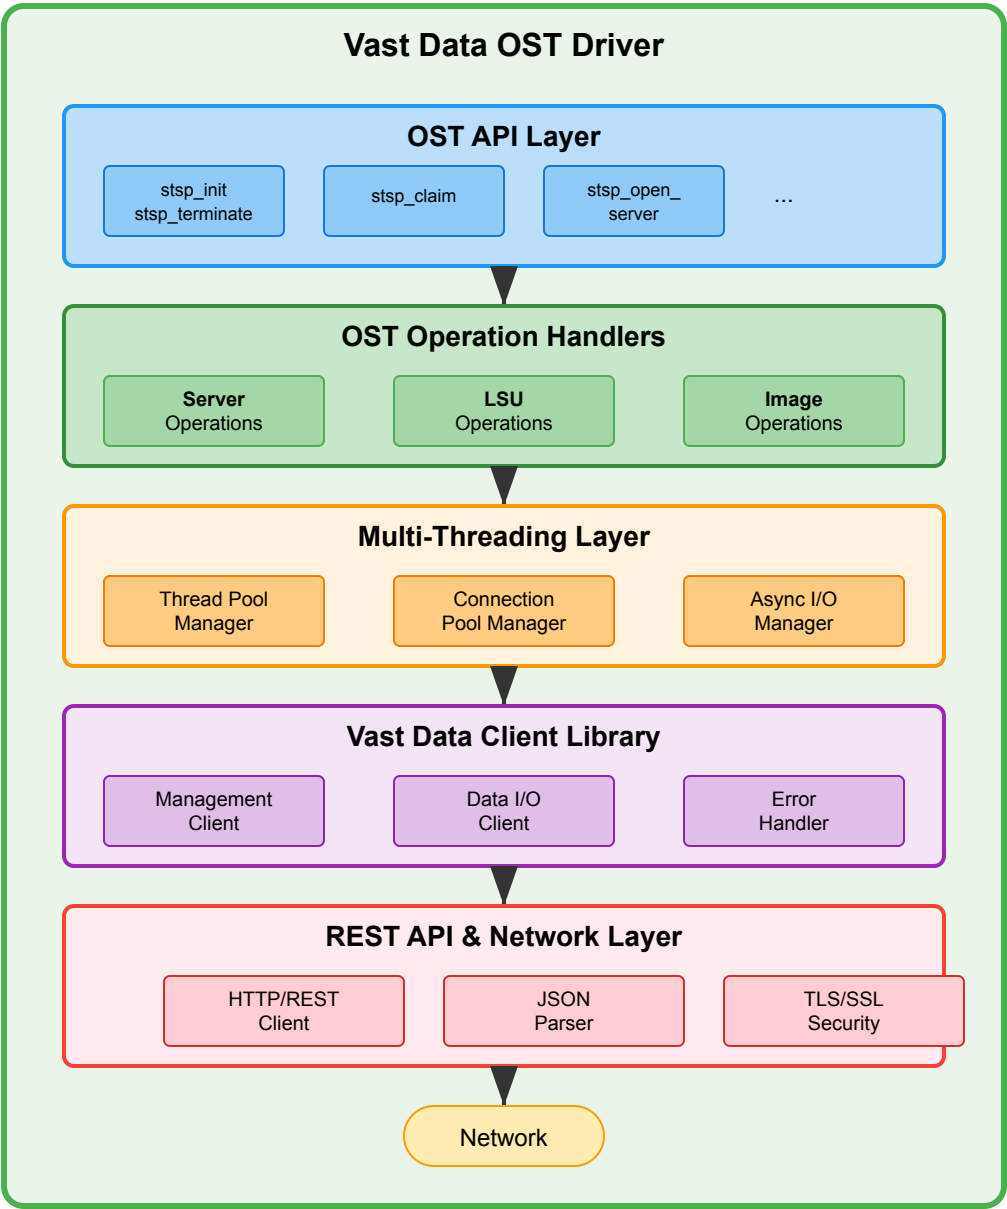 Vast Data OST Driver
OST API Layer
stsp_init
stsp_terminate
stsp_claim
stsp_open_
server
...
OST Operation Handlers
Server
Operations
LSU
Operations
Image
Operations
Multi-Threading Layer
Thread Pool
Manager
Connection
Pool Manager
Async I/O
Manager
Vast Data Client Library
Management
Client
Data I/O
Client
Error
Handler
REST API & Network Layer
HTTP/REST
Client
JSON
Parser
TLS/SSL
Security
Network